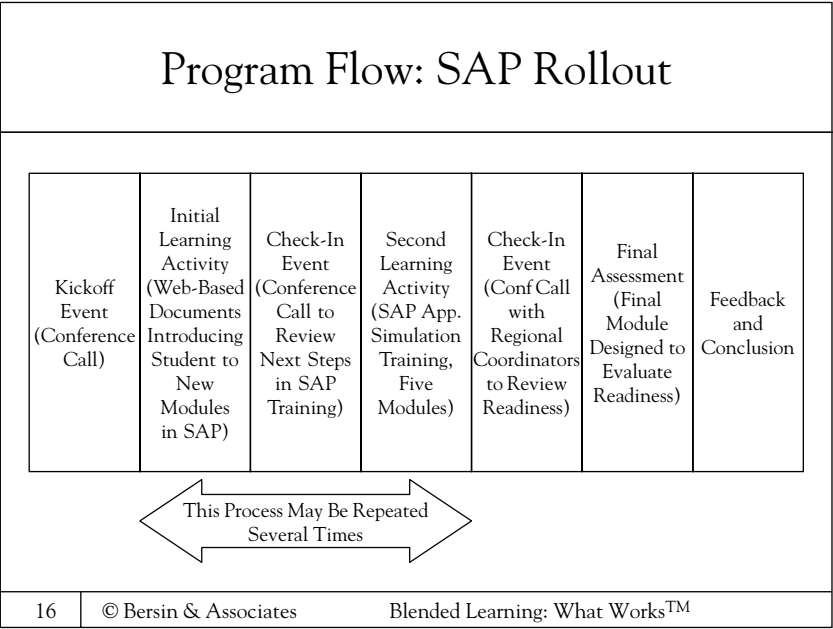 Program Flow: SAP Rollout
Kickoff
Event
(Conference
Call)
Initial
Learning
Activity
(Web-Based
Documents
Introducing
Student to
New
Modules
in SAP)
Check-In
Event
(Conference
Call to
Review
Next Steps
in SAP
Training)
Second
Learning
Activity
(SAP App.
Simulation
Training,
Five
Modules)
Check-In
Event
(Conf Call
with
Regional
Coordinators
to Review
Readiness)
Final
Assessment
(Final
Module
Designed to
Evaluate
Readiness)
Feedback
and
Conclusion
This Process May Be Repeated
Several Times
16 © Bersin & Associates Blended Learning: What Works™